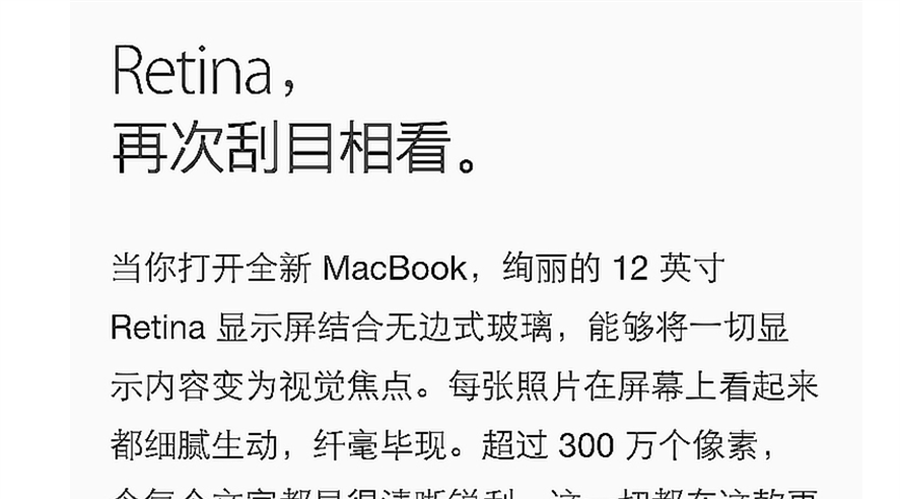 Retina，
再次刮目相看。
当你打开全新 MacBook，绚丽的 12 英寸
Retina 显示屏结合无边式玻璃，能够将一切显
示内容变为视觉焦点。每张照片在屏幕上看起来
都细腻生动，纤毫毕现。超过 300 万个像素，